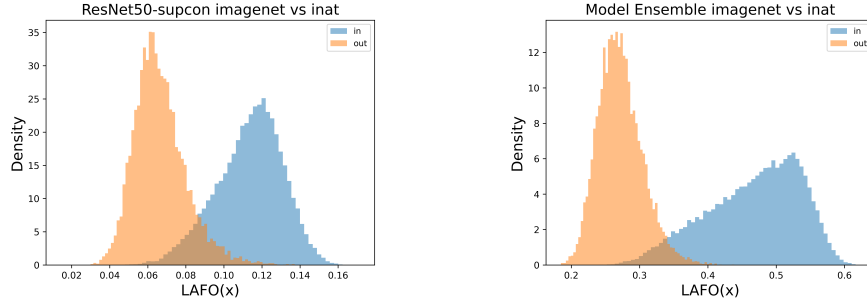 ResNet50-supcon imagenet vs inat
in
out
Density
35
30
25
20
15
10
5
0
0.02 0.04 0.06 0.08 0.10 0.12 0.14 0.16
LAFO(x)
Model Ensemble imagenet vs inat
in
out
Density
12
10
8
6
4
2
0
0.2 0.3 0.4 0.5 0.6
LAFO(x)